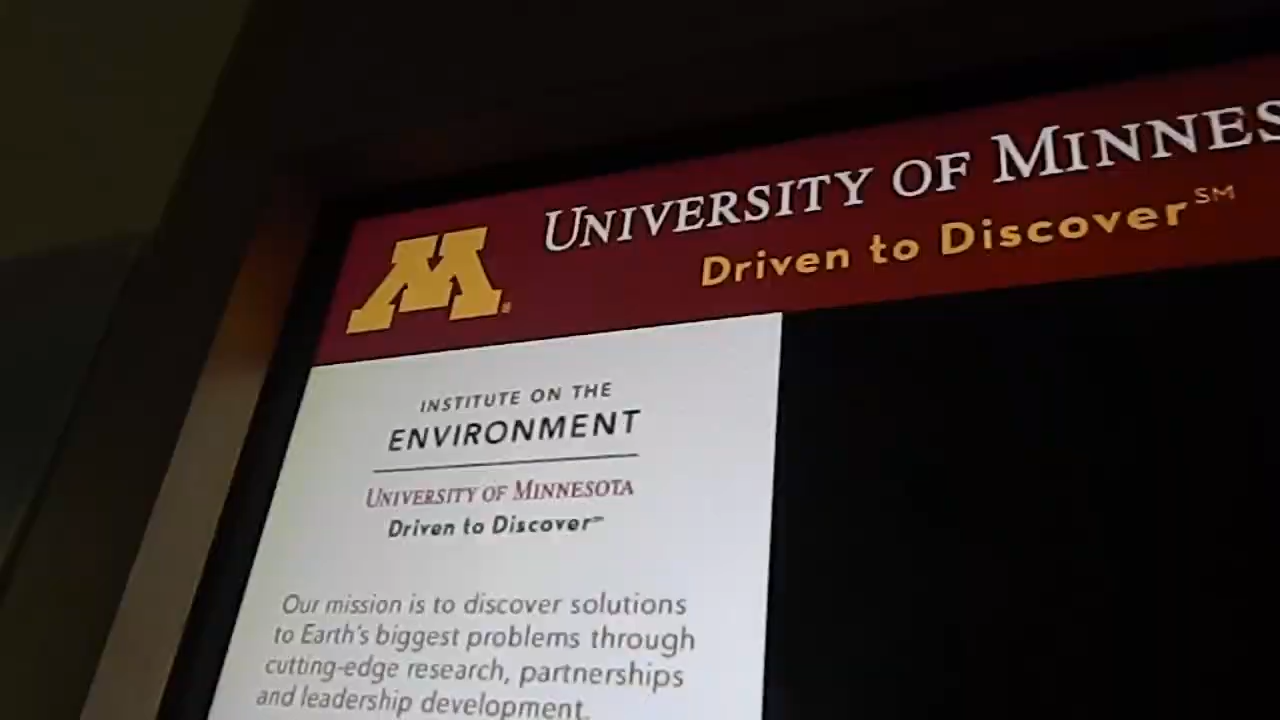 M
UNIVERSITY OF MINNES
Driven to Discover℠
INSTITUTE ON THE
ENVIRONMENT
UNIVERSITY OF MINNESOTA
Driven to Discover℠
Our mission is to discover solutions
to Earth's biggest problems through
cutting-edge research, partnerships
and leadership development.